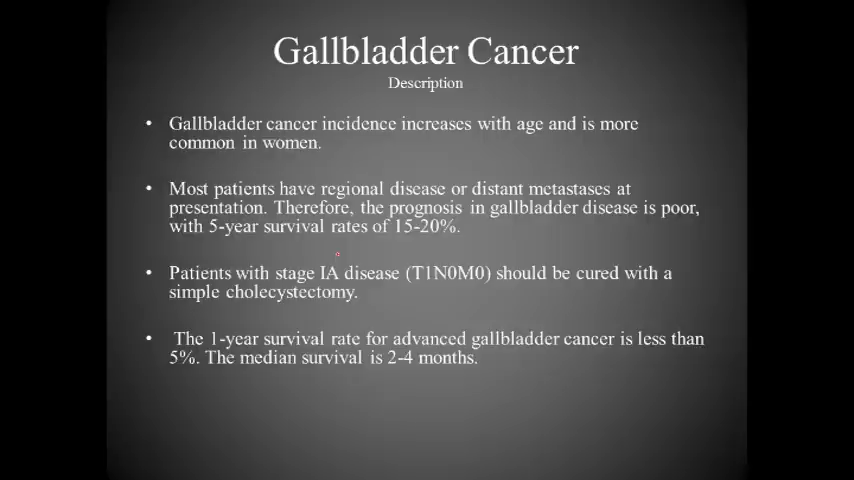 Gallbladder Cancer
Description
• Gallbladder cancer incidence increases with age and is more
common in women.
• Most patients have regional disease or distant metastases at
presentation. Therefore, the prognosis in gallbladder disease is poor,
with 5-year survival rates of 15-20%.
• Patients with stage IA disease (T1N0M0) should be cured with a
simple cholecystectomy.
• The 1-year survival rate for advanced gallbladder cancer is less than
5%. The median survival is 2-4 months.